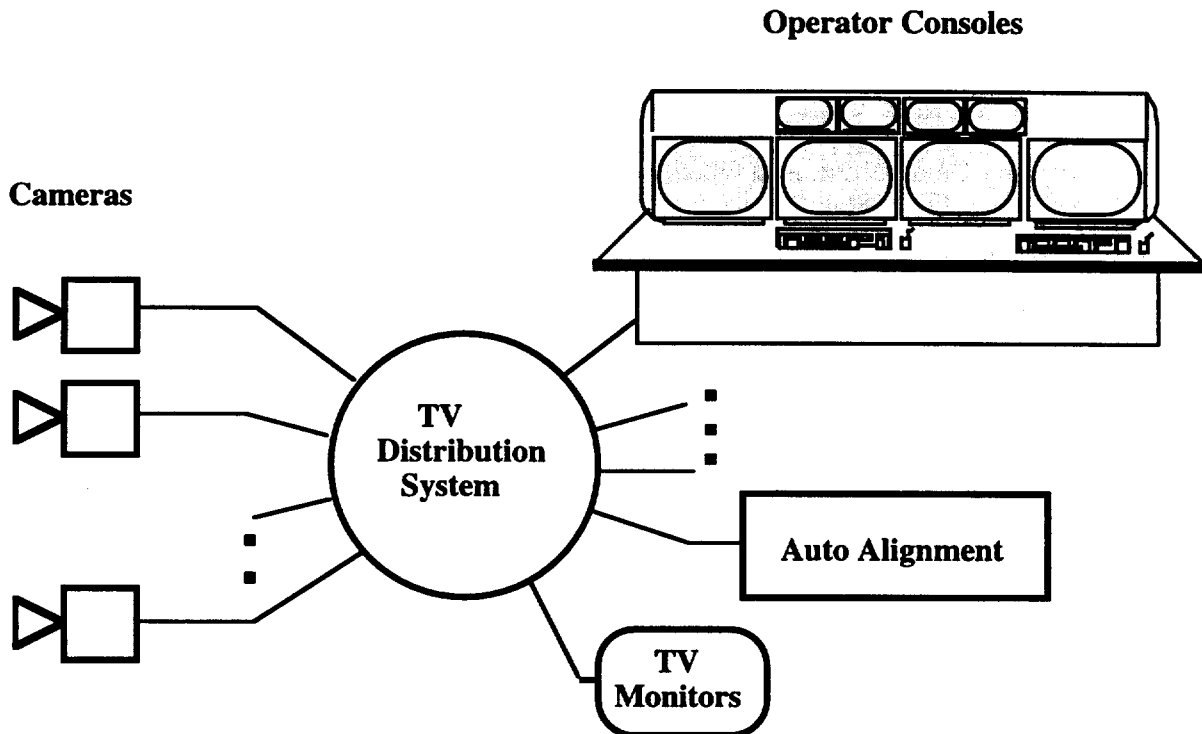 Operator Consoles
Cameras
TV
Distribution
System
Auto Alignment
TV
Monitors